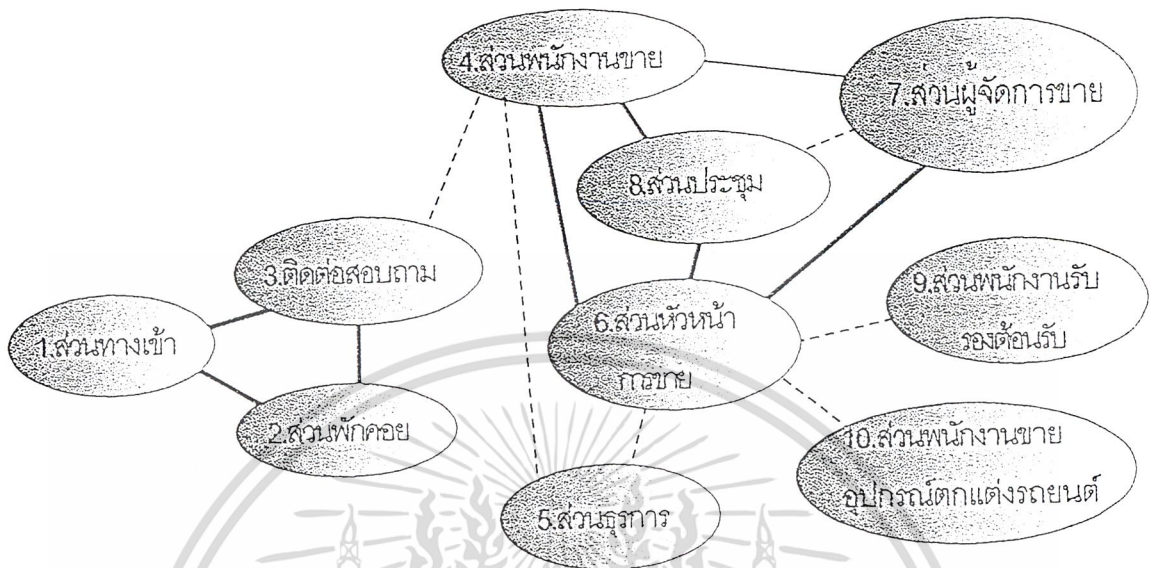 1.ส่วนทางเข้า
2.ส่วนพักคอย
3.ติดต่อสอบถาม
4.ส่วนพนักงานขาย
5.ส่วนธุรการ
6.ส่วนหัวหน้า
การขาย
7.ส่วนผู้จัดการขาย
8.ส่วนประชุม
9.ส่วนพนักงานรับ
รองต้อนรับ
10.ส่วนพนักงานขาย
อุปกรณ์ตกแต่งรถยนต์